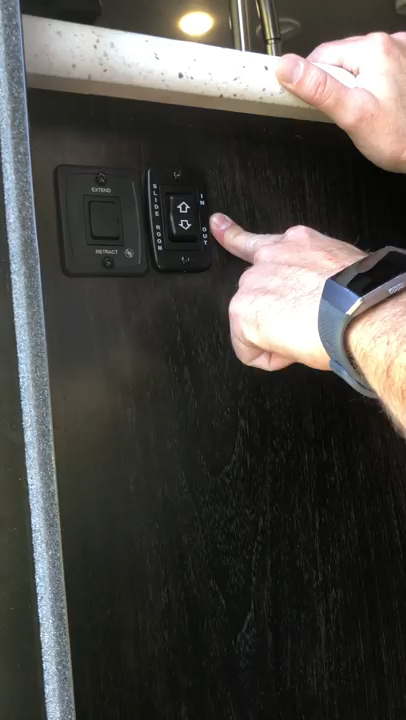 EXTEND
RETRACT
SLIDE ROOM
IN
OUT